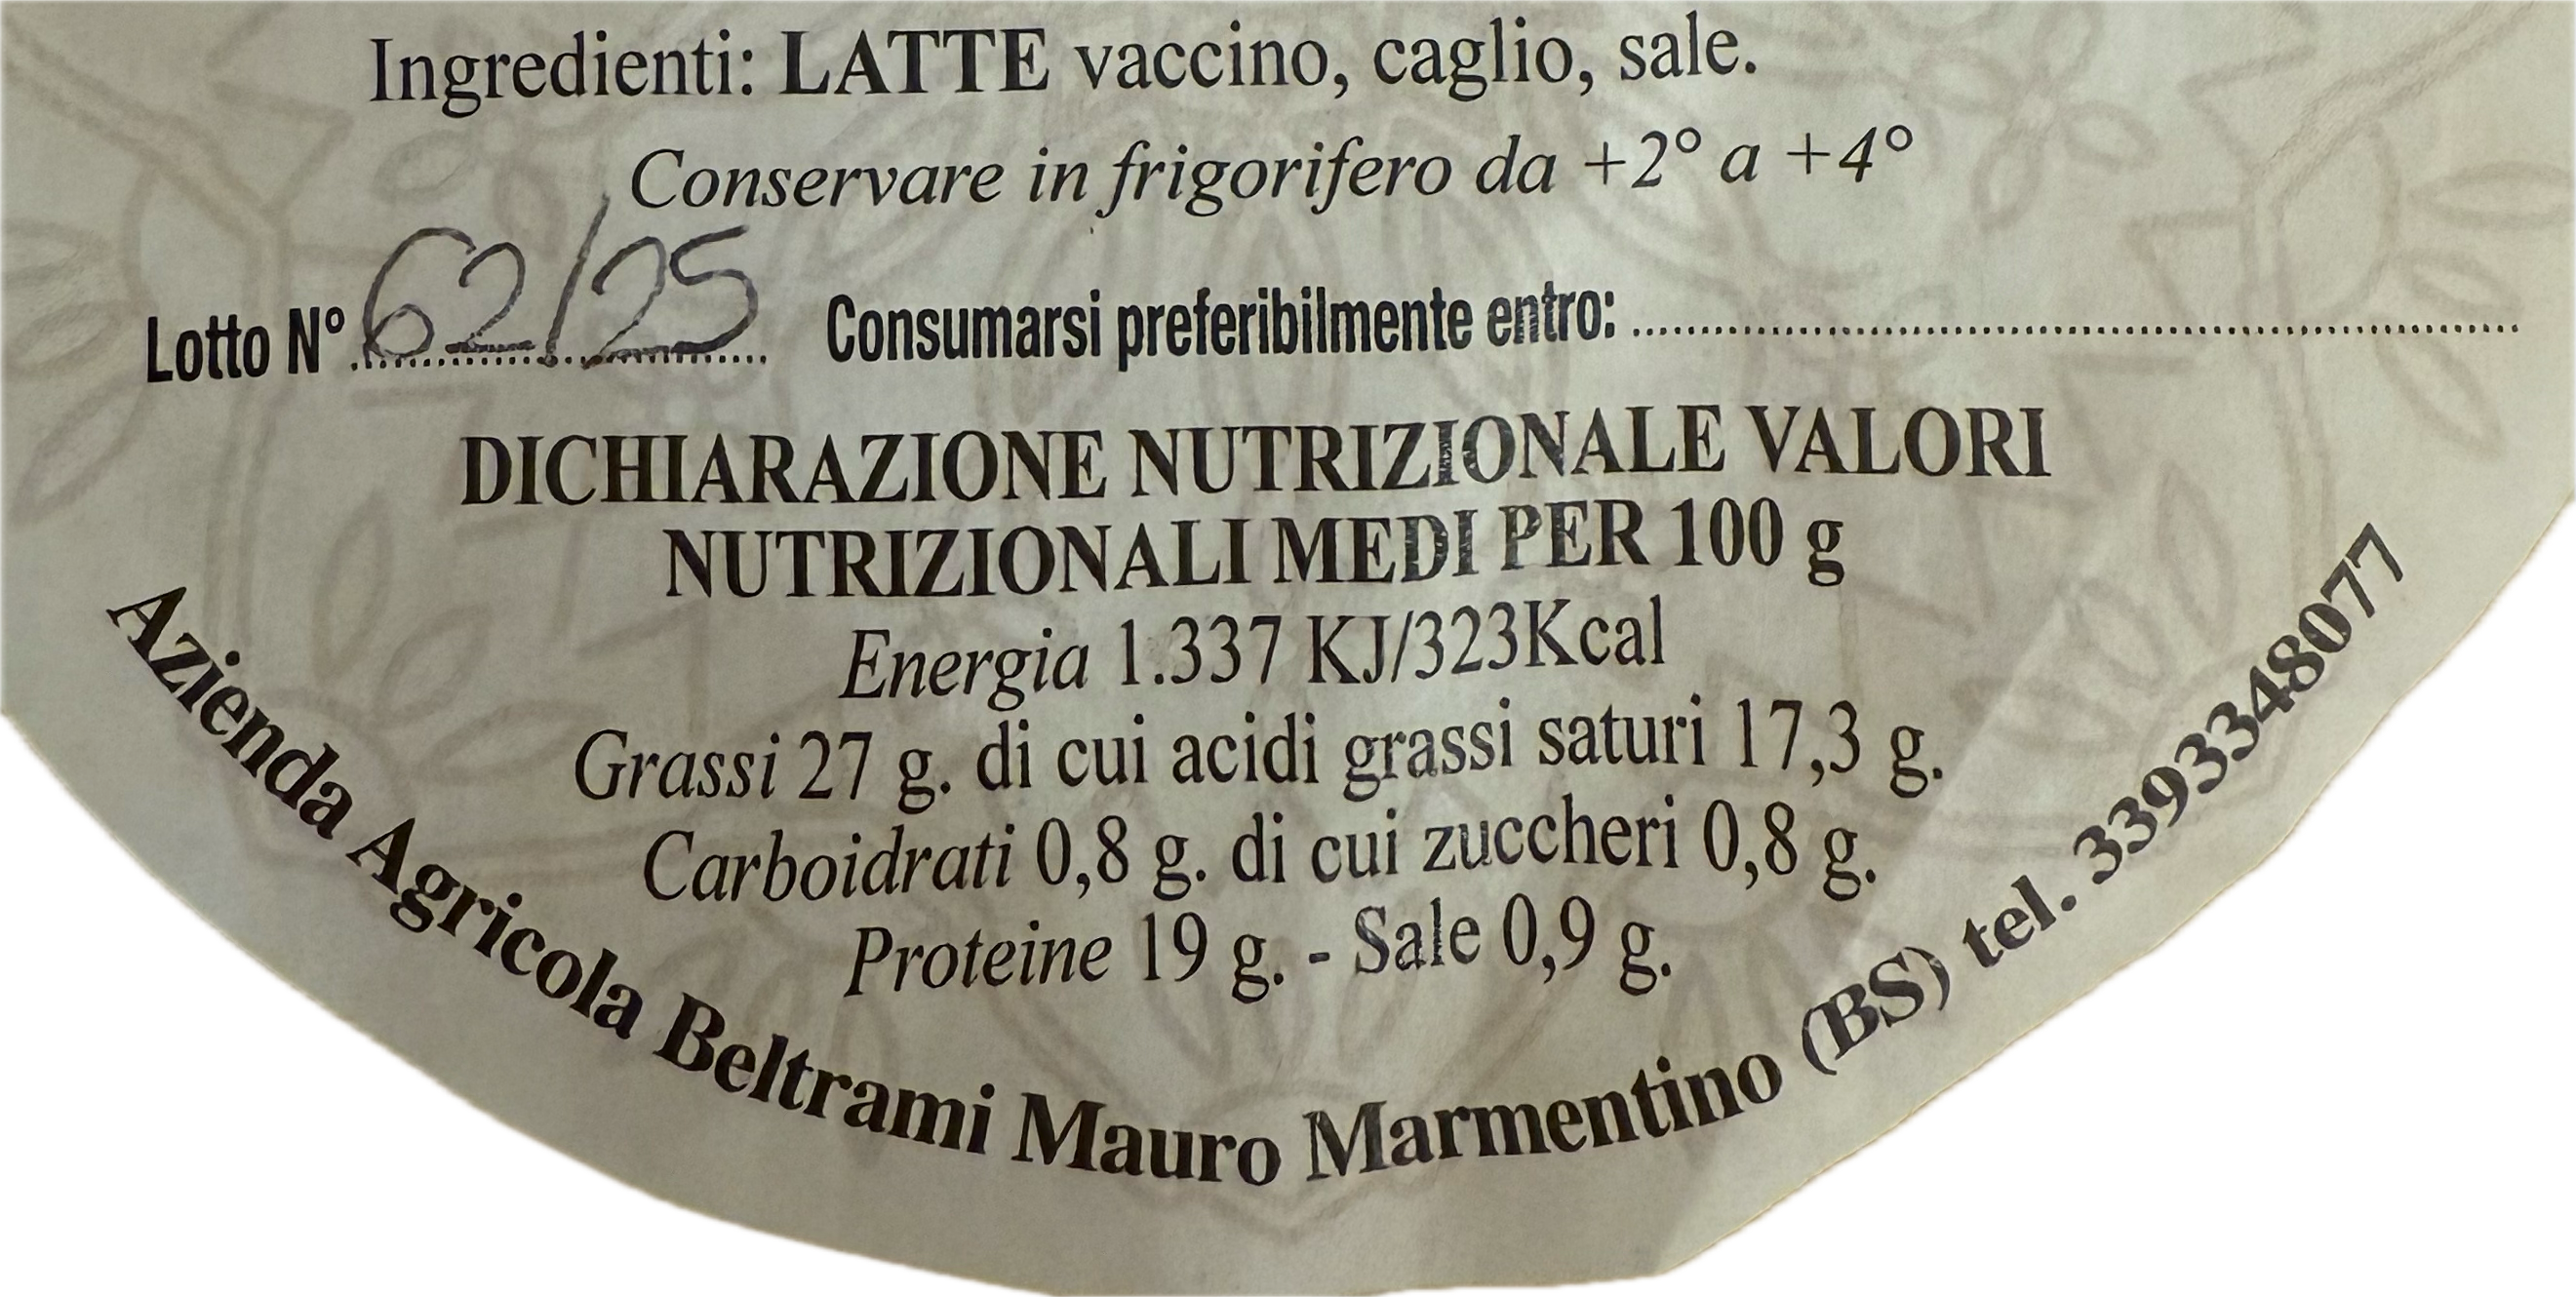 Ingredienti: LATTE vaccino, caglio, sale.
Conservare in frigorifero da +2° a +4°
Lotto N° 62/25 Consumarsi preferibilmente entro:
DICHIARAZIONE NUTRIZIONALE VALORI
NUTRIZIONALI MEDI PER 100 g
Energia 1.337 KJ/323Kcal
Grassi 27 g. di cui acidi grassi saturi 17,3 g.
Carboidrati 0,8 g. di cui zuccheri 0,8 g.
Proteine 19 g. - Sale 0,9 g.
Azienda Agricola Beltrami Mauro Marmentino (BS) tel. 3393348077